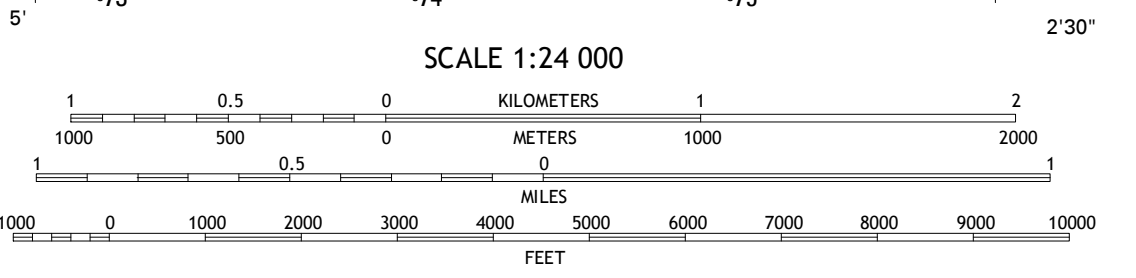 5'
2'30"
SCALE 1:24 000
1 0.5 0 KILOMETERS 1 2
1000 500 0 METERS 1000 2000
1 0.5 0 1
MILES
1000 0 1000 2000 3000 4000 5000 6000 7000 8000 9000 10000
FEET